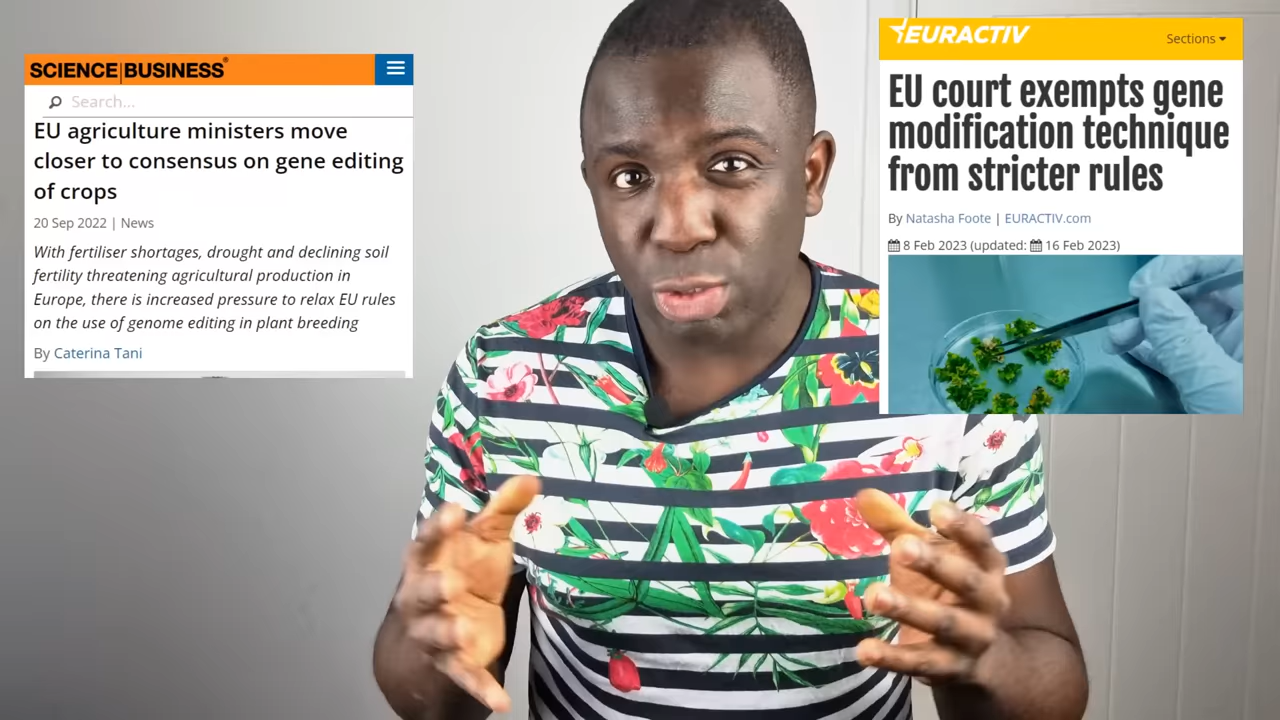 SCIENCE|BUSINESS®
Search...
EU agriculture ministers move
closer to consensus on gene editing
of crops
20 Sep 2022 | News
With fertiliser shortages, drought and declining soil
fertility threatening agricultural production in
Europe, there is increased pressure to relax EU rules
on the use of genome editing in plant breeding
By Caterina Tani
EURACTIV
Sections
EU court exempts gene
modification technique
from stricter rules
By Natasha Foote | EURACTIV.com
8 Feb 2023 (updated: 16 Feb 2023)